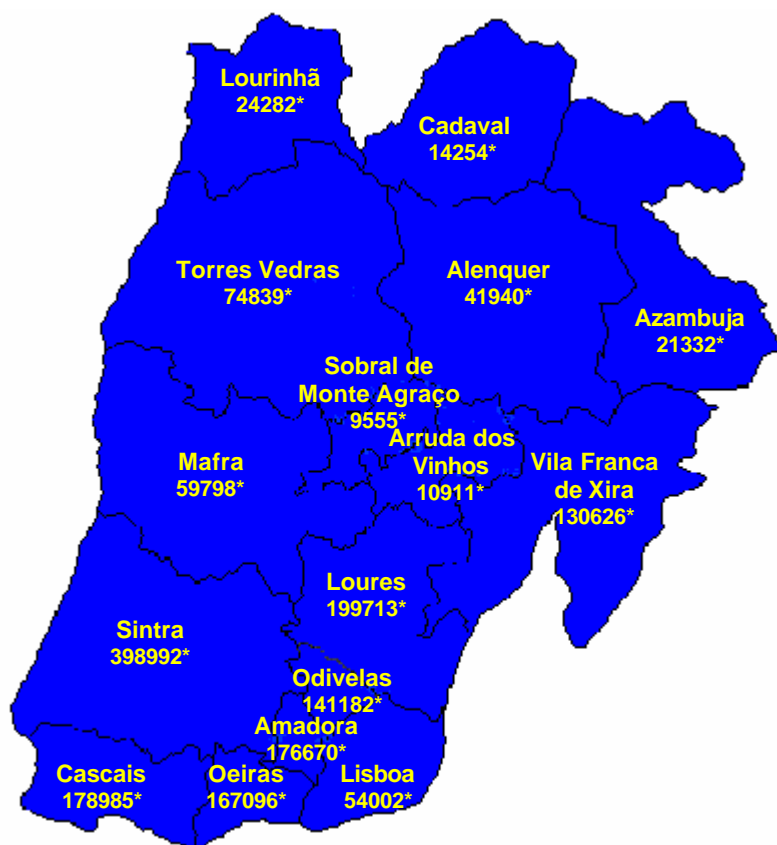 Lourinhã
24282*
Cadaval
14254*
Torres Vedras
74839*
Alenquer
41940*
Azambuja
21332*
Sobral de
Monte Agraço
9555*
Arruda dos
Vinhos
10911*
Mafra
59798*
Vila Franca
de Xira
130626*
Loures
199713*
Sintra
398992*
Odivelas
141182*
Amadora
176670*
Cascais
178985*
Oeiras
167096*
Lisboa
54002*